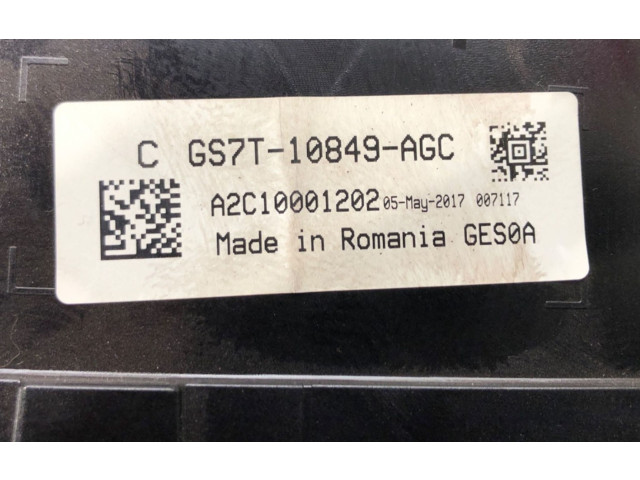 C GS7T-10849-AGC
A2C10001202 05-May-2017 007117
Made in Romania GES0A